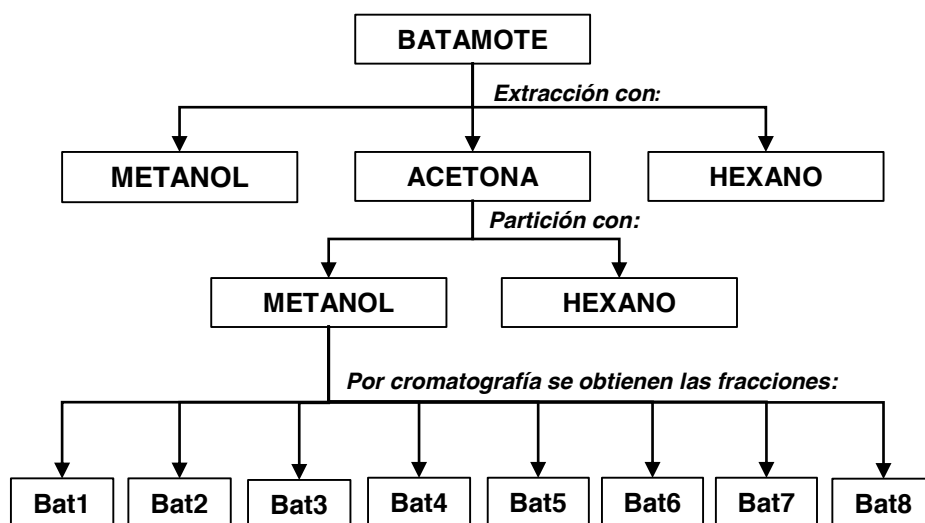 BATAMOTE
Extracción con:
METANOL
ACETONA
HEXANO
Partición con:
METANOL
HEXANO
Por cromatografía se obtienen las fracciones:
Bat1
Bat2
Bat3
Bat4
Bat5
Bat6
Bat7
Bat8